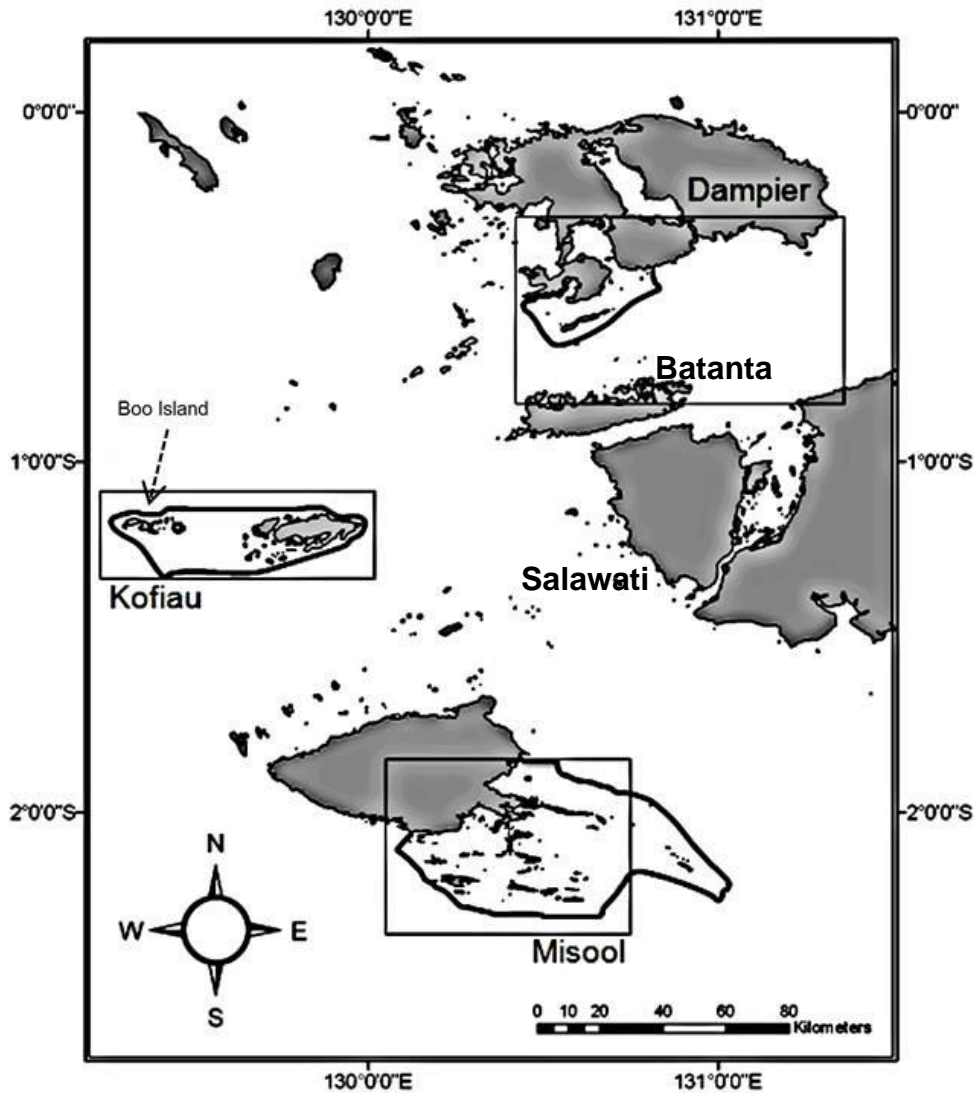 130°0'0"E 131°0'0"E
0°0'0" 0°0'0"
Dampier
Batanta
Boo Island
1°0'0"S 1°0'0"S
Salawati
Kofiau
2°0'0"S 2°0'0"S
N
W E
S
Misool
0 10 20 40 60 80
Kilometers
130°0'0"E 131°0'0"E